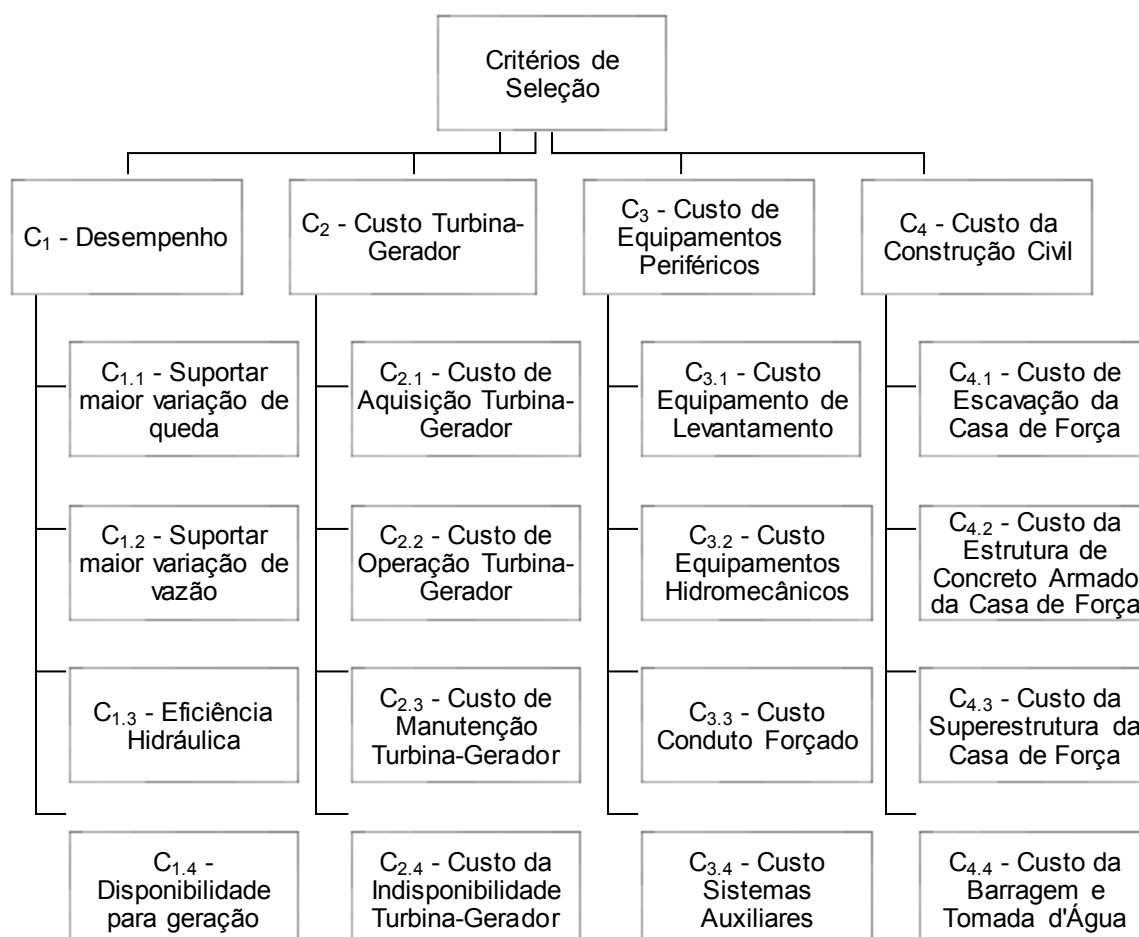 Critérios de
Seleção
C1 - Desempenho
C2 - Custo Turbina-
Gerador
C3 - Custo de
Equipamentos
Periféricos
C4 - Custo da
Construção Civil
C1.1 - Suportar
maior variação de
queda
C1.2 - Suportar
maior variação de
vazão
C1.3 - Eficiência
Hidráulica
C1.4 -
Disponibilidade
para geração
C2.1 - Custo de
Aquisição Turbina-
Gerador
C2.2 - Custo de
Operação Turbina-
Gerador
C2.3 - Custo de
Manutenção
Turbina-Gerador
C2.4 - Custo da
Indisponibilidade
Turbina-Gerador
C3.1 - Custo
Equipamento de
Levantamento
C3.2 - Custo
Equipamentos
Hidromecânicos
C3.3 - Custo
Conduto Forçado
C3.4 - Custo
Sistemas
Auxiliares
C4.1 - Custo de
Escavação da
Casa de Força
C4.2 - Custo da
Estrutura de
Concreto Armado
da Casa de Força
C4.3 - Custo da
Superestrutura da
Casa de Força
C4.4 - Custo da
Barragem e
Tomada d'Água